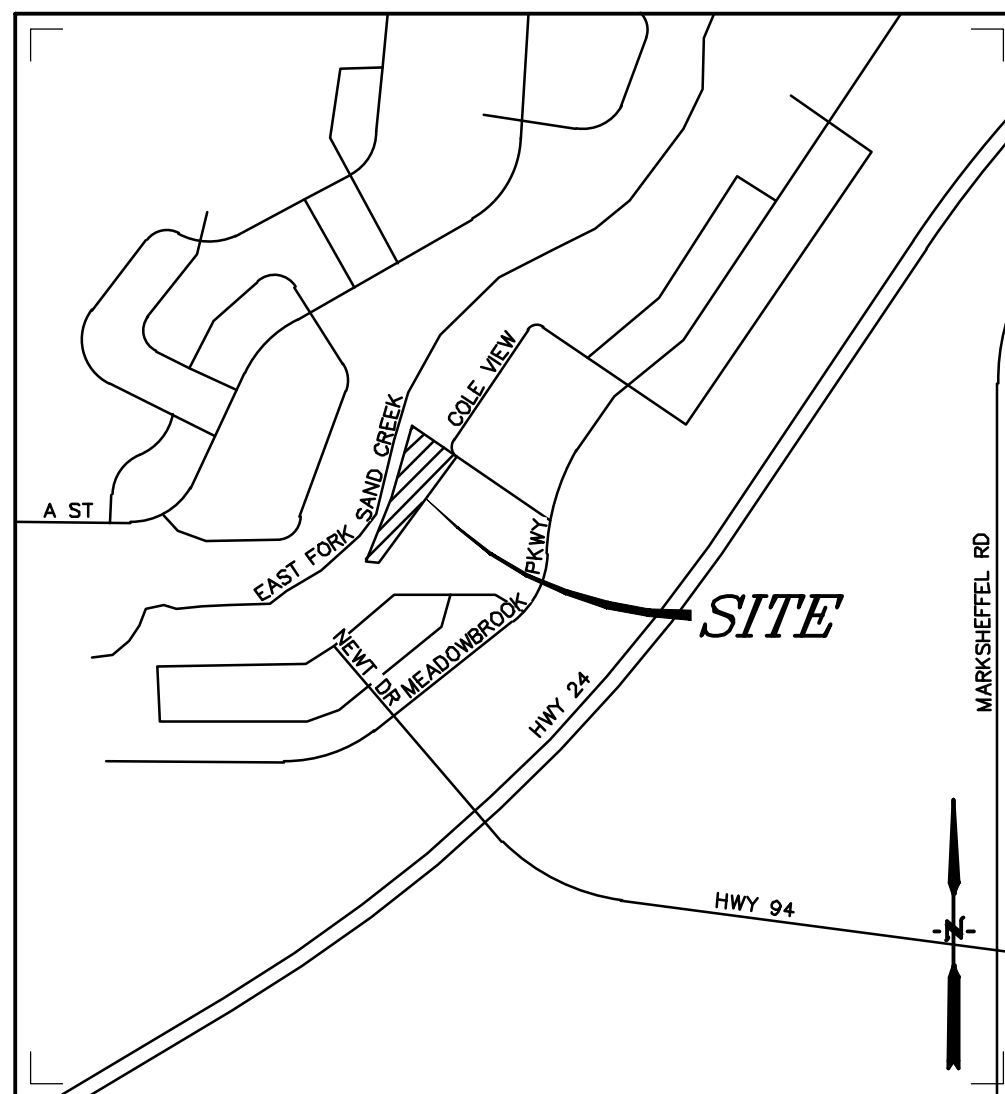 COLE VIEW
EAST FORK SAND CREEK
A ST
PKWY
MEADOWBROOK
SITE
NEWT DR
HWY 24
MARKSHEFFEL RD
HWY 94
-N-